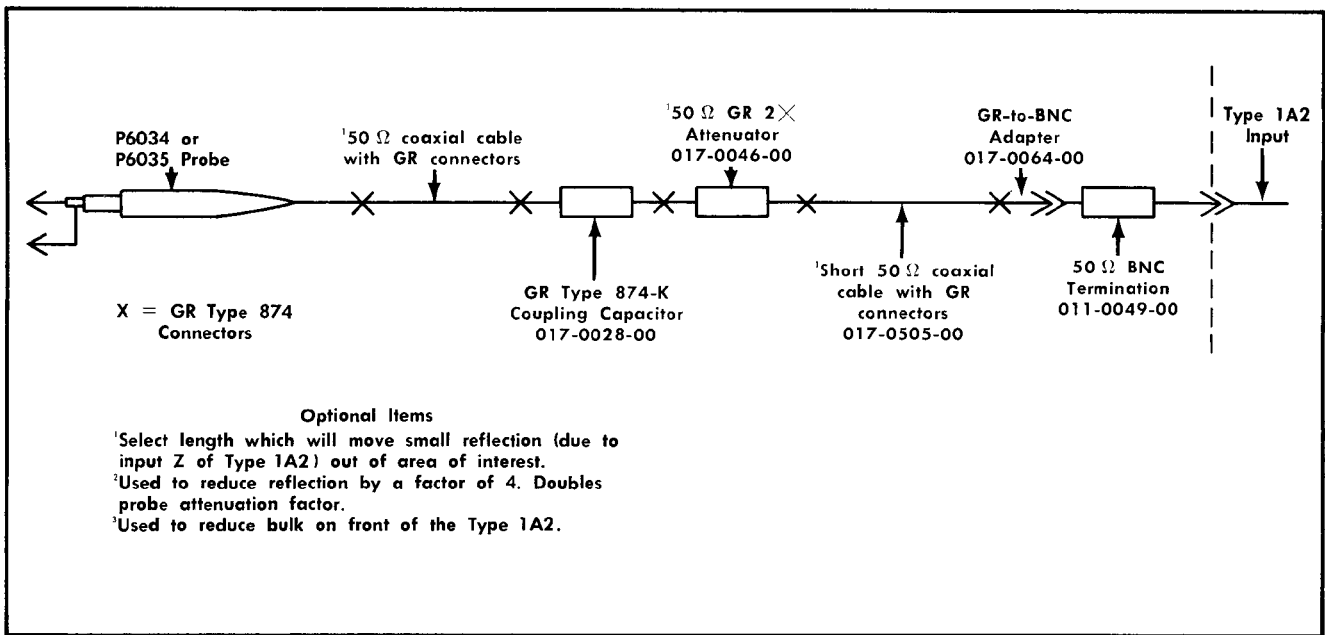 P6034 or
P6035 Probe
¹50 Ω coaxial cable
with GR connectors
¹50 Ω GR 2X
Attenuator
017-0046-00
GR-to-BNC
Adapter
017-0064-00
Type 1A2
Input
X = GR Type 874
Connectors
GR Type 874-K
Coupling Capacitor
017-0028-00
¹Short 50 Ω coaxial
cable with GR
connectors
017-0505-00
50 Ω BNC
Termination
011-0049-00
Optional Items
¹Select length which will move small reflection (due to
input Z of Type 1A2) out of area of interest.
²Used to reduce reflection by a factor of 4. Doubles
probe attenuation factor.
³Used to reduce bulk on front of the Type 1A2.